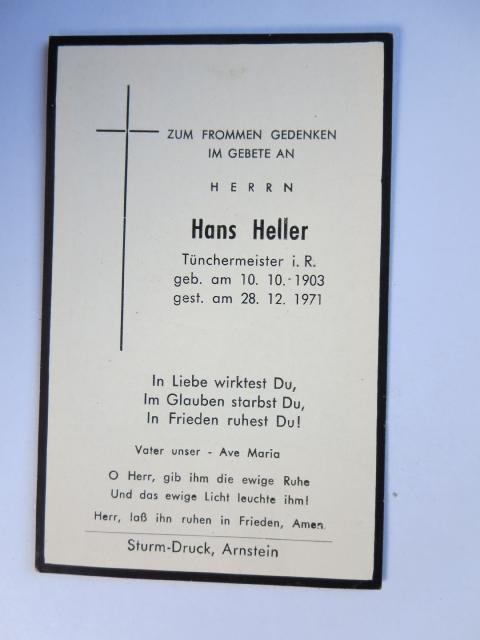 ZUM FROMMEN GEDENKEN
IM GEBETE AN
HERRN
Hans Heller
Tünchermeister i. R.
geb. am 10. 10. 1903
gest. am 28. 12. 1971
In Liebe wirktest Du,
Im Glauben starbst Du,
In Frieden ruhest Du!
Vater unser - Ave Maria
O Herr, gib ihm die ewige Ruhe
Und das ewige Licht leuchte ihm!
Herr, laß ihn ruhen in Frieden, Amen.
Sturm-Druck, Arnstein